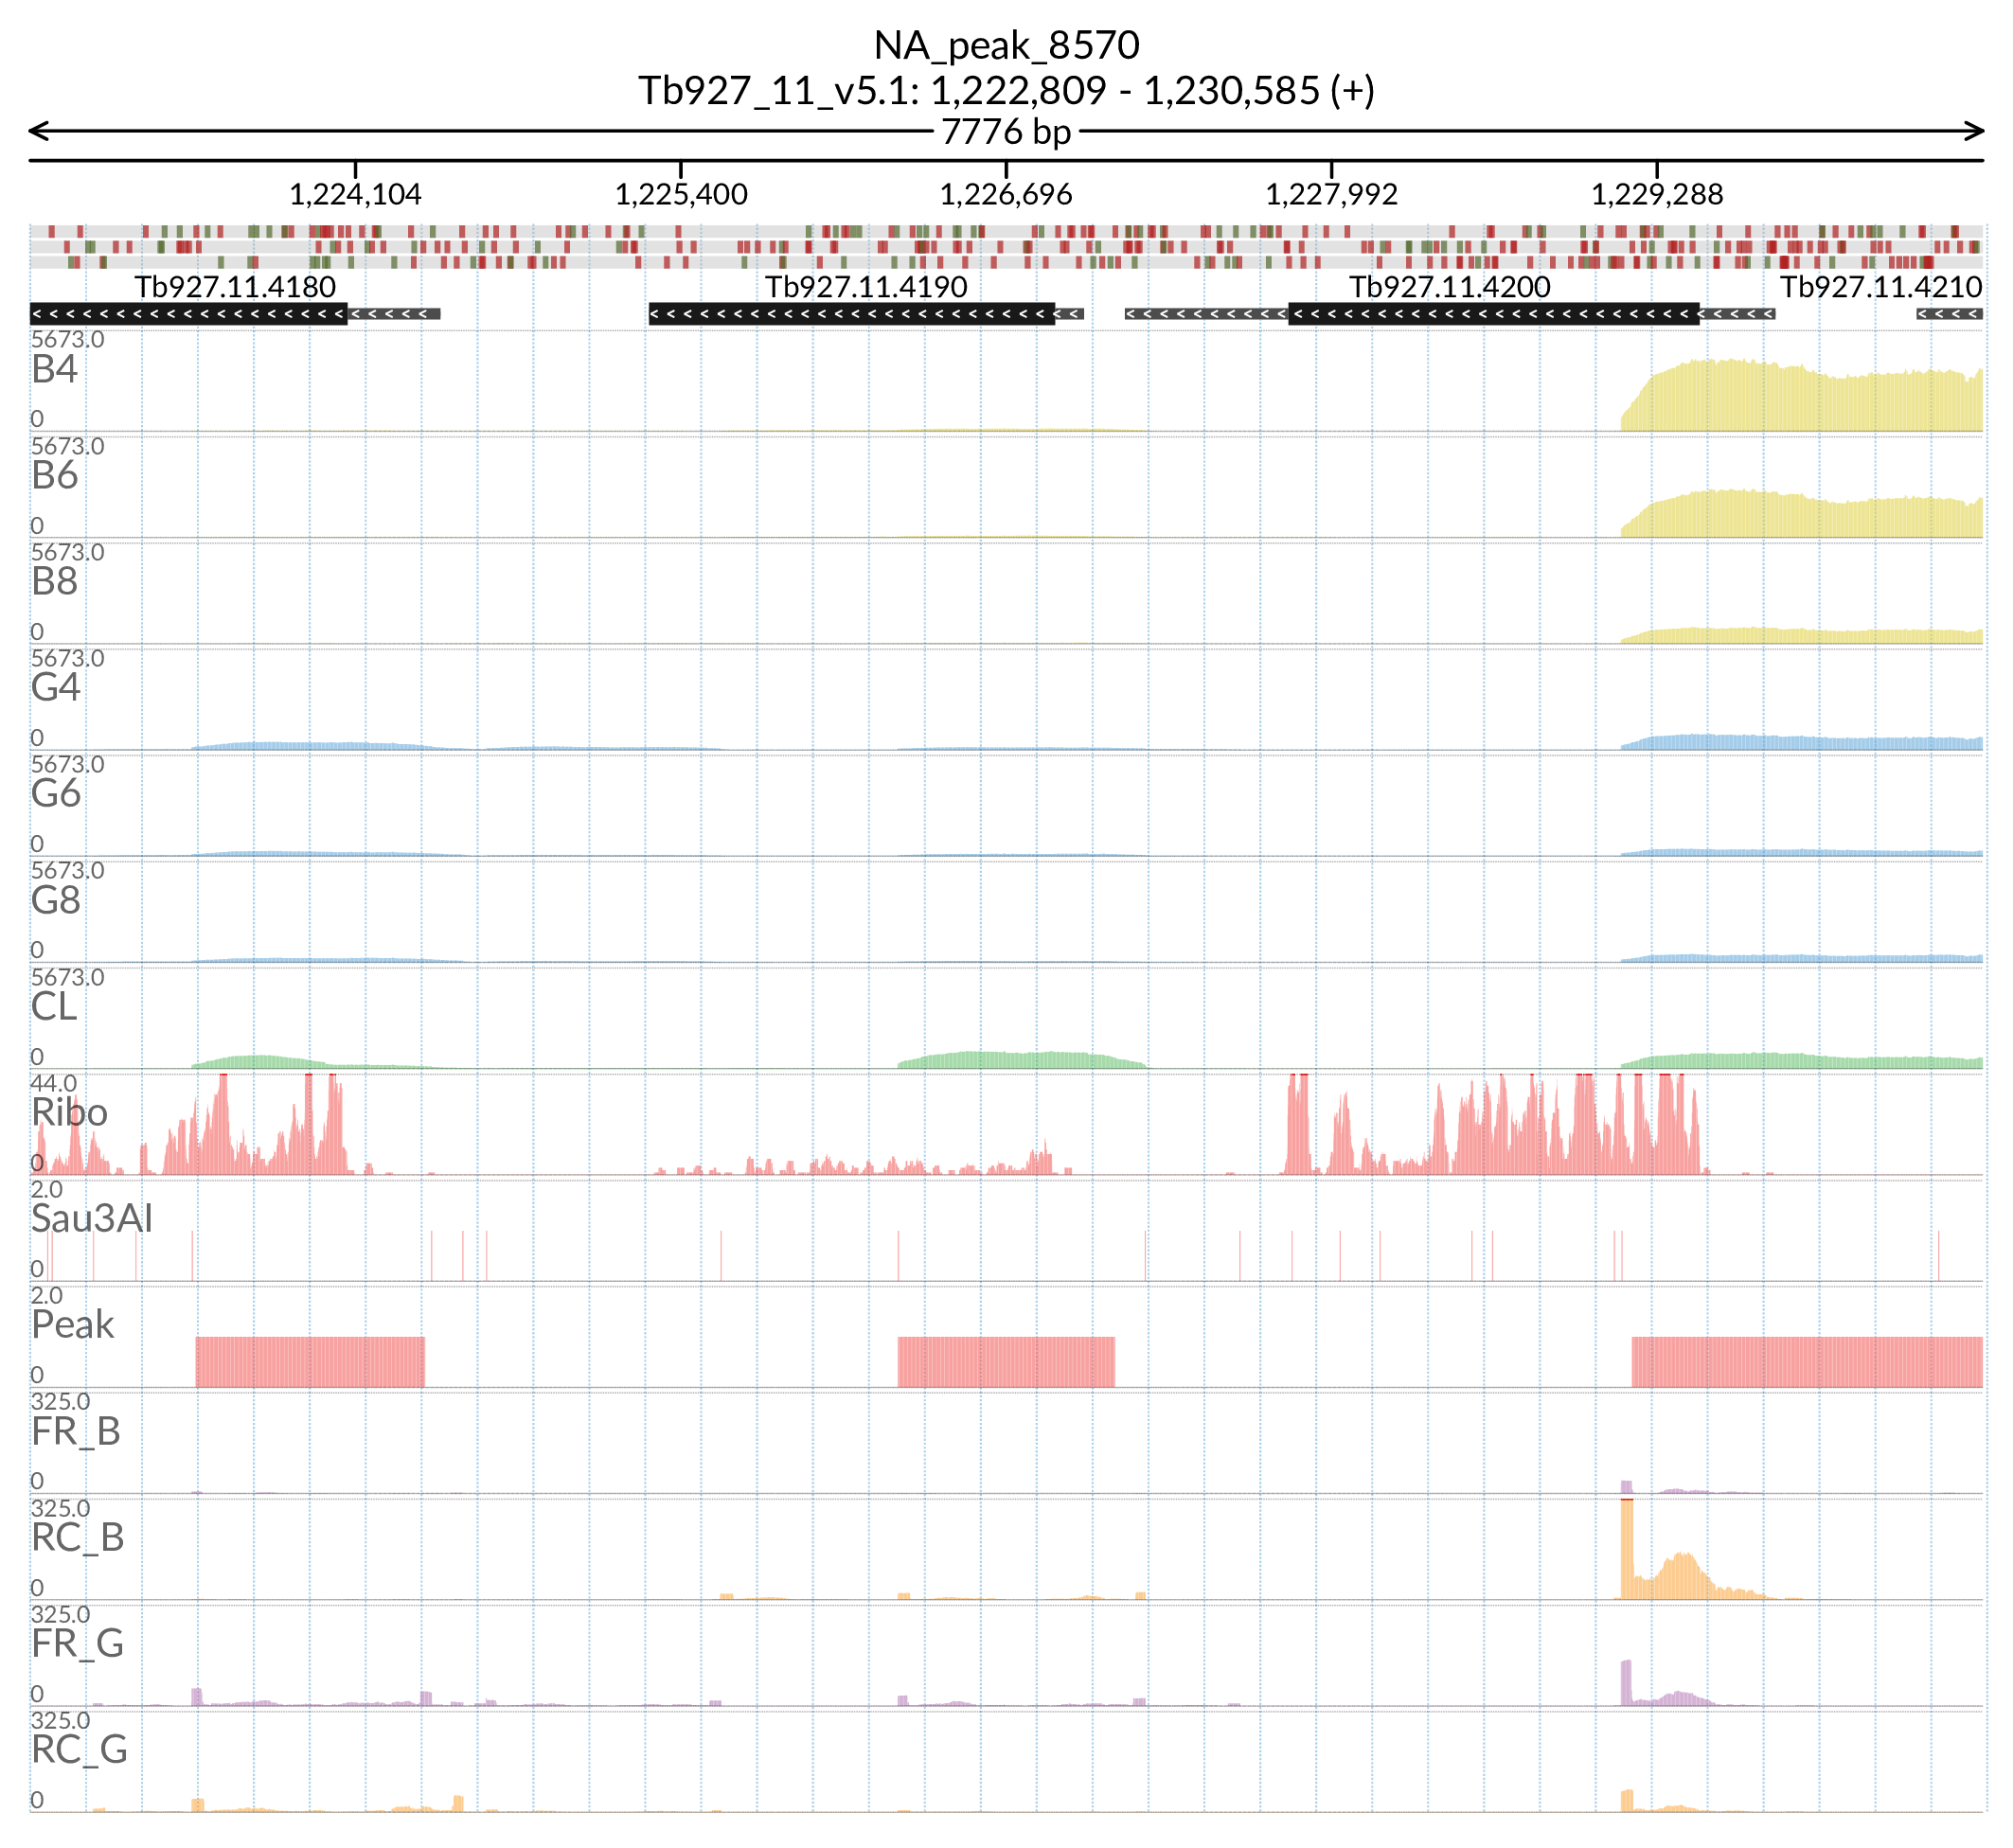 NA_peak_8570
Tb927_11_v5.1: 1,222,809 - 1,230,585 (+)
7776 bp
1,224,104 1,225,400 1,226,696 1,227,992 1,229,288
Tb927.11.4180 Tb927.11.4190 Tb927.11.4200 Tb927.11.4210
5673.0
B4
0
5673.0
B6
0
5673.0
B8
0
5673.0
G4
0
5673.0
G6
0
5673.0
G8
0
5673.0
CL
0
44.0
Ribo
0
2.0
Sau3AI
0
2.0
Peak
0
325.0
FR_B
0
325.0
RC_B
0
325.0
FR_G
0
325.0
RC_G
0